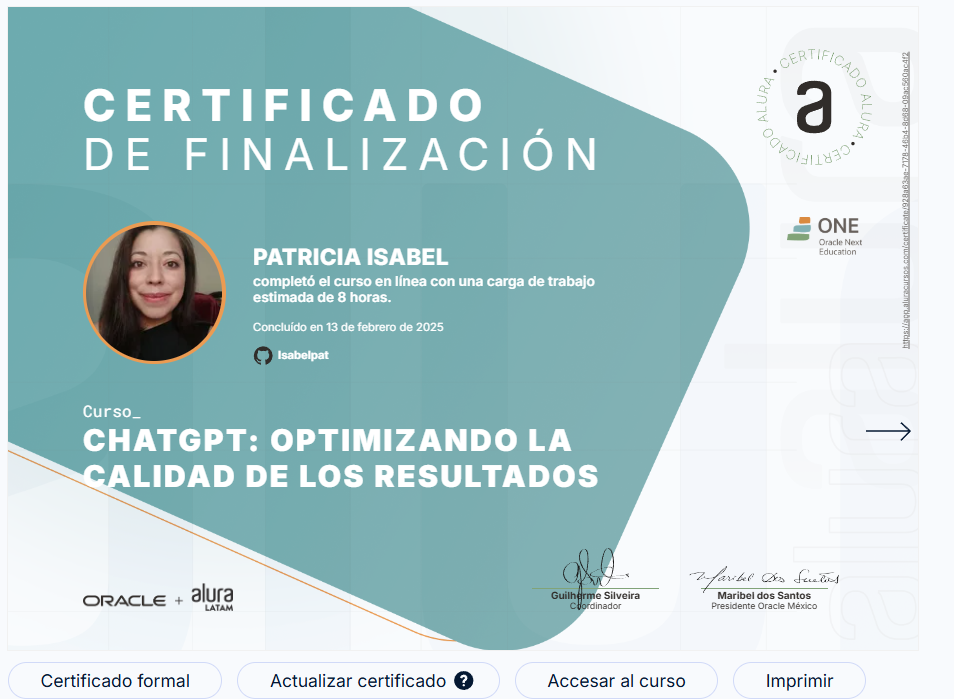 CERTIFICADO
DE FINALIZACIÓN
CERTIFICADO ALURA • CERTIFICADO ALURA •
a
ONE
Oracle Next
Education
PATRICIA ISABEL
completó el curso en línea con una carga de trabajo
estimada de 8 horas.
Concluído en 13 de febrero de 2025
Isabelpat
Curso_
CHATGPT: OPTIMIZANDO LA
CALIDAD DE LOS RESULTADOS
ORACLE + alura
LATAM
Guilherme Silveira
Coordinador
Maribel dos Santos
Maribel dos Santos
Presidente Oracle México
alura
Certificado formal
Actualizar certificado ?
Accesar al curso
Imprimir